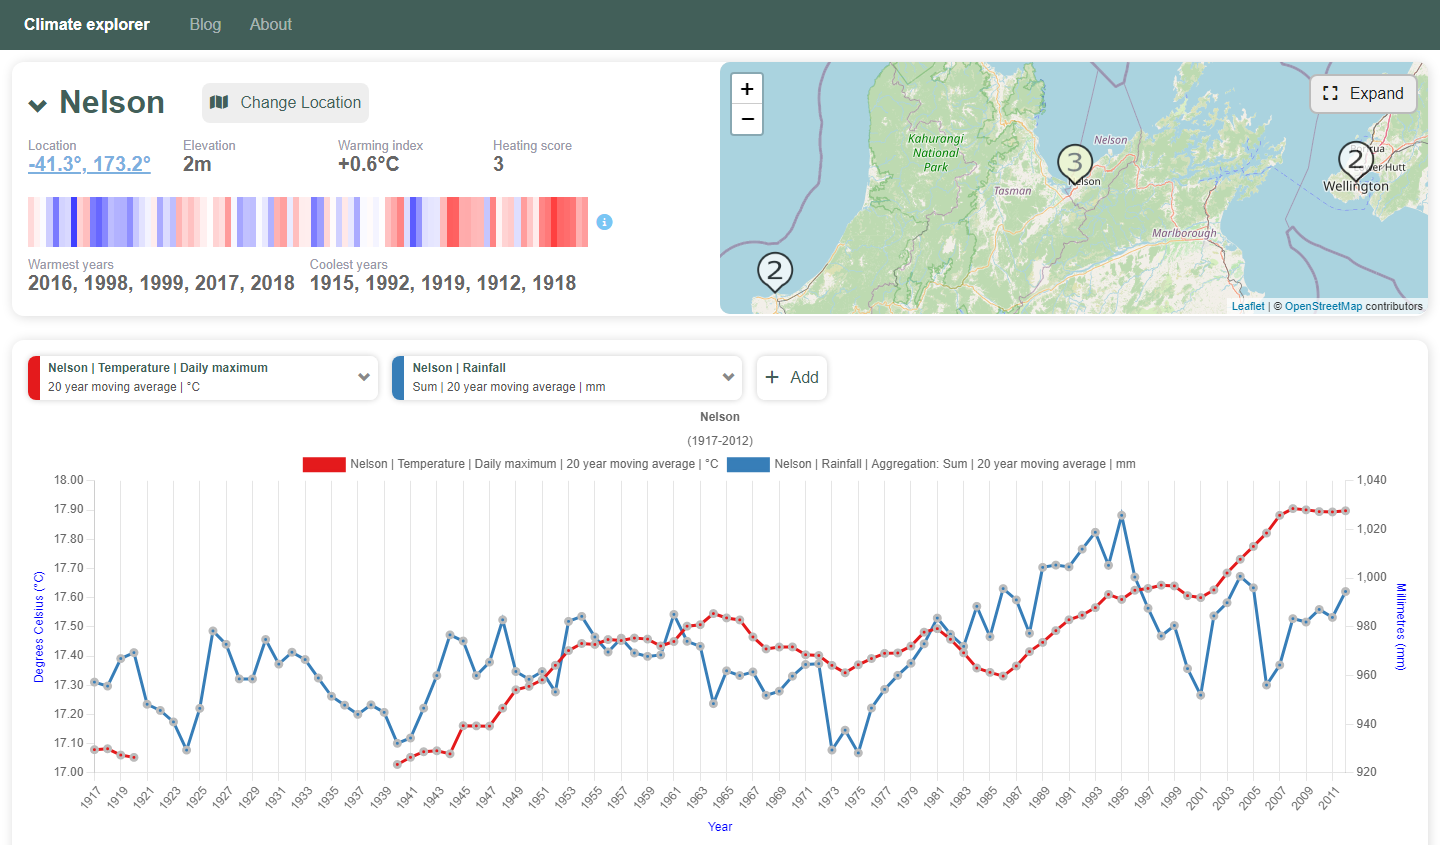 Climate explorer Blog About
Nelson Change Location
Location Elevation Warming index Heating score
-41.3°, 173.2° 2m +0.6°C 3
Warmest years Coolest years
2016, 1998, 1999, 2017, 2018 1915, 1992, 1919, 1912, 1918
+
−
Expand
Kahurangi
National
Park
Nelson
3
Nelson
Tasman
2
Wellington
Marlborough
2
Leaflet | © OpenStreetMap contributors
Nelson | Temperature | Daily maximum
20 year moving average | °C
Nelson | Rainfall
Sum | 20 year moving average | mm
+ Add
Nelson
(1917-2012)
Nelson | Temperature | Daily maximum | 20 year moving average | °C Nelson | Rainfall | Aggregation: Sum | 20 year moving average | mm
Degrees Celsius (°C)
18.00
17.90
17.80
17.70
17.60
17.50
17.40
17.30
17.20
17.10
17.00
1,040
1,020
1,000
980
960
940
920
Millimetres (mm)
1917 1919 1921 1923 1925 1927 1929 1931 1933 1935 1937 1939 1941 1943 1945 1947 1949 1951 1953 1955 1957 1959 1961 1963 1965 1967 1969 1971 1973 1975 1977 1979 1981 1983 1985 1987 1989 1991 1993 1995 1997 1999 2001 2003 2005 2007 2009 2011
Year